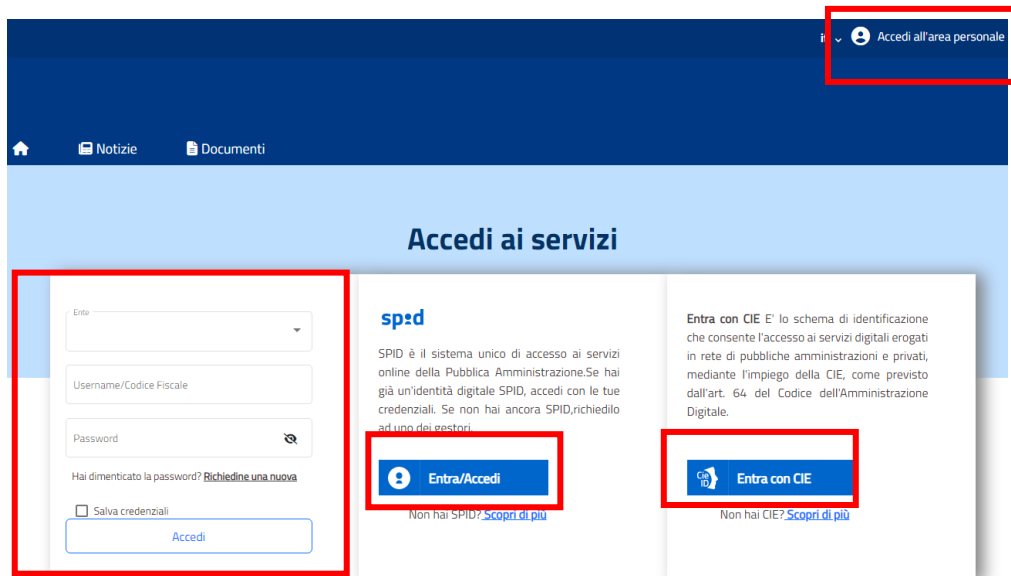 Accedi all'area personale
Notizie
Documenti
Accedi ai servizi
Ente
Username/Codice Fiscale
Password
Hai dimenticato la password? Richiedine una nuova
Salva credenziali
Accedi
spid
SPID è il sistema unico di accesso ai servizi
online della Pubblica Amministrazione.Se hai
già un'identità digitale SPID, accedi con le tue
credenziali. Se non hai ancora SPID,richiedilo
ad uno dei gestori.
Entra/Accedi
Non hai SPID? Scopri di più
Entra con CIE E' lo schema di identificazione
che consente l'accesso ai servizi digitali erogati
in rete di pubbliche amministrazioni e privati,
mediante l'impiego della CIE, come previsto
dall'art. 64 del Codice dell'Amministrazione
Digitale.
Cie
ID
Entra con CIE
Non hai CIE? Scopri di più